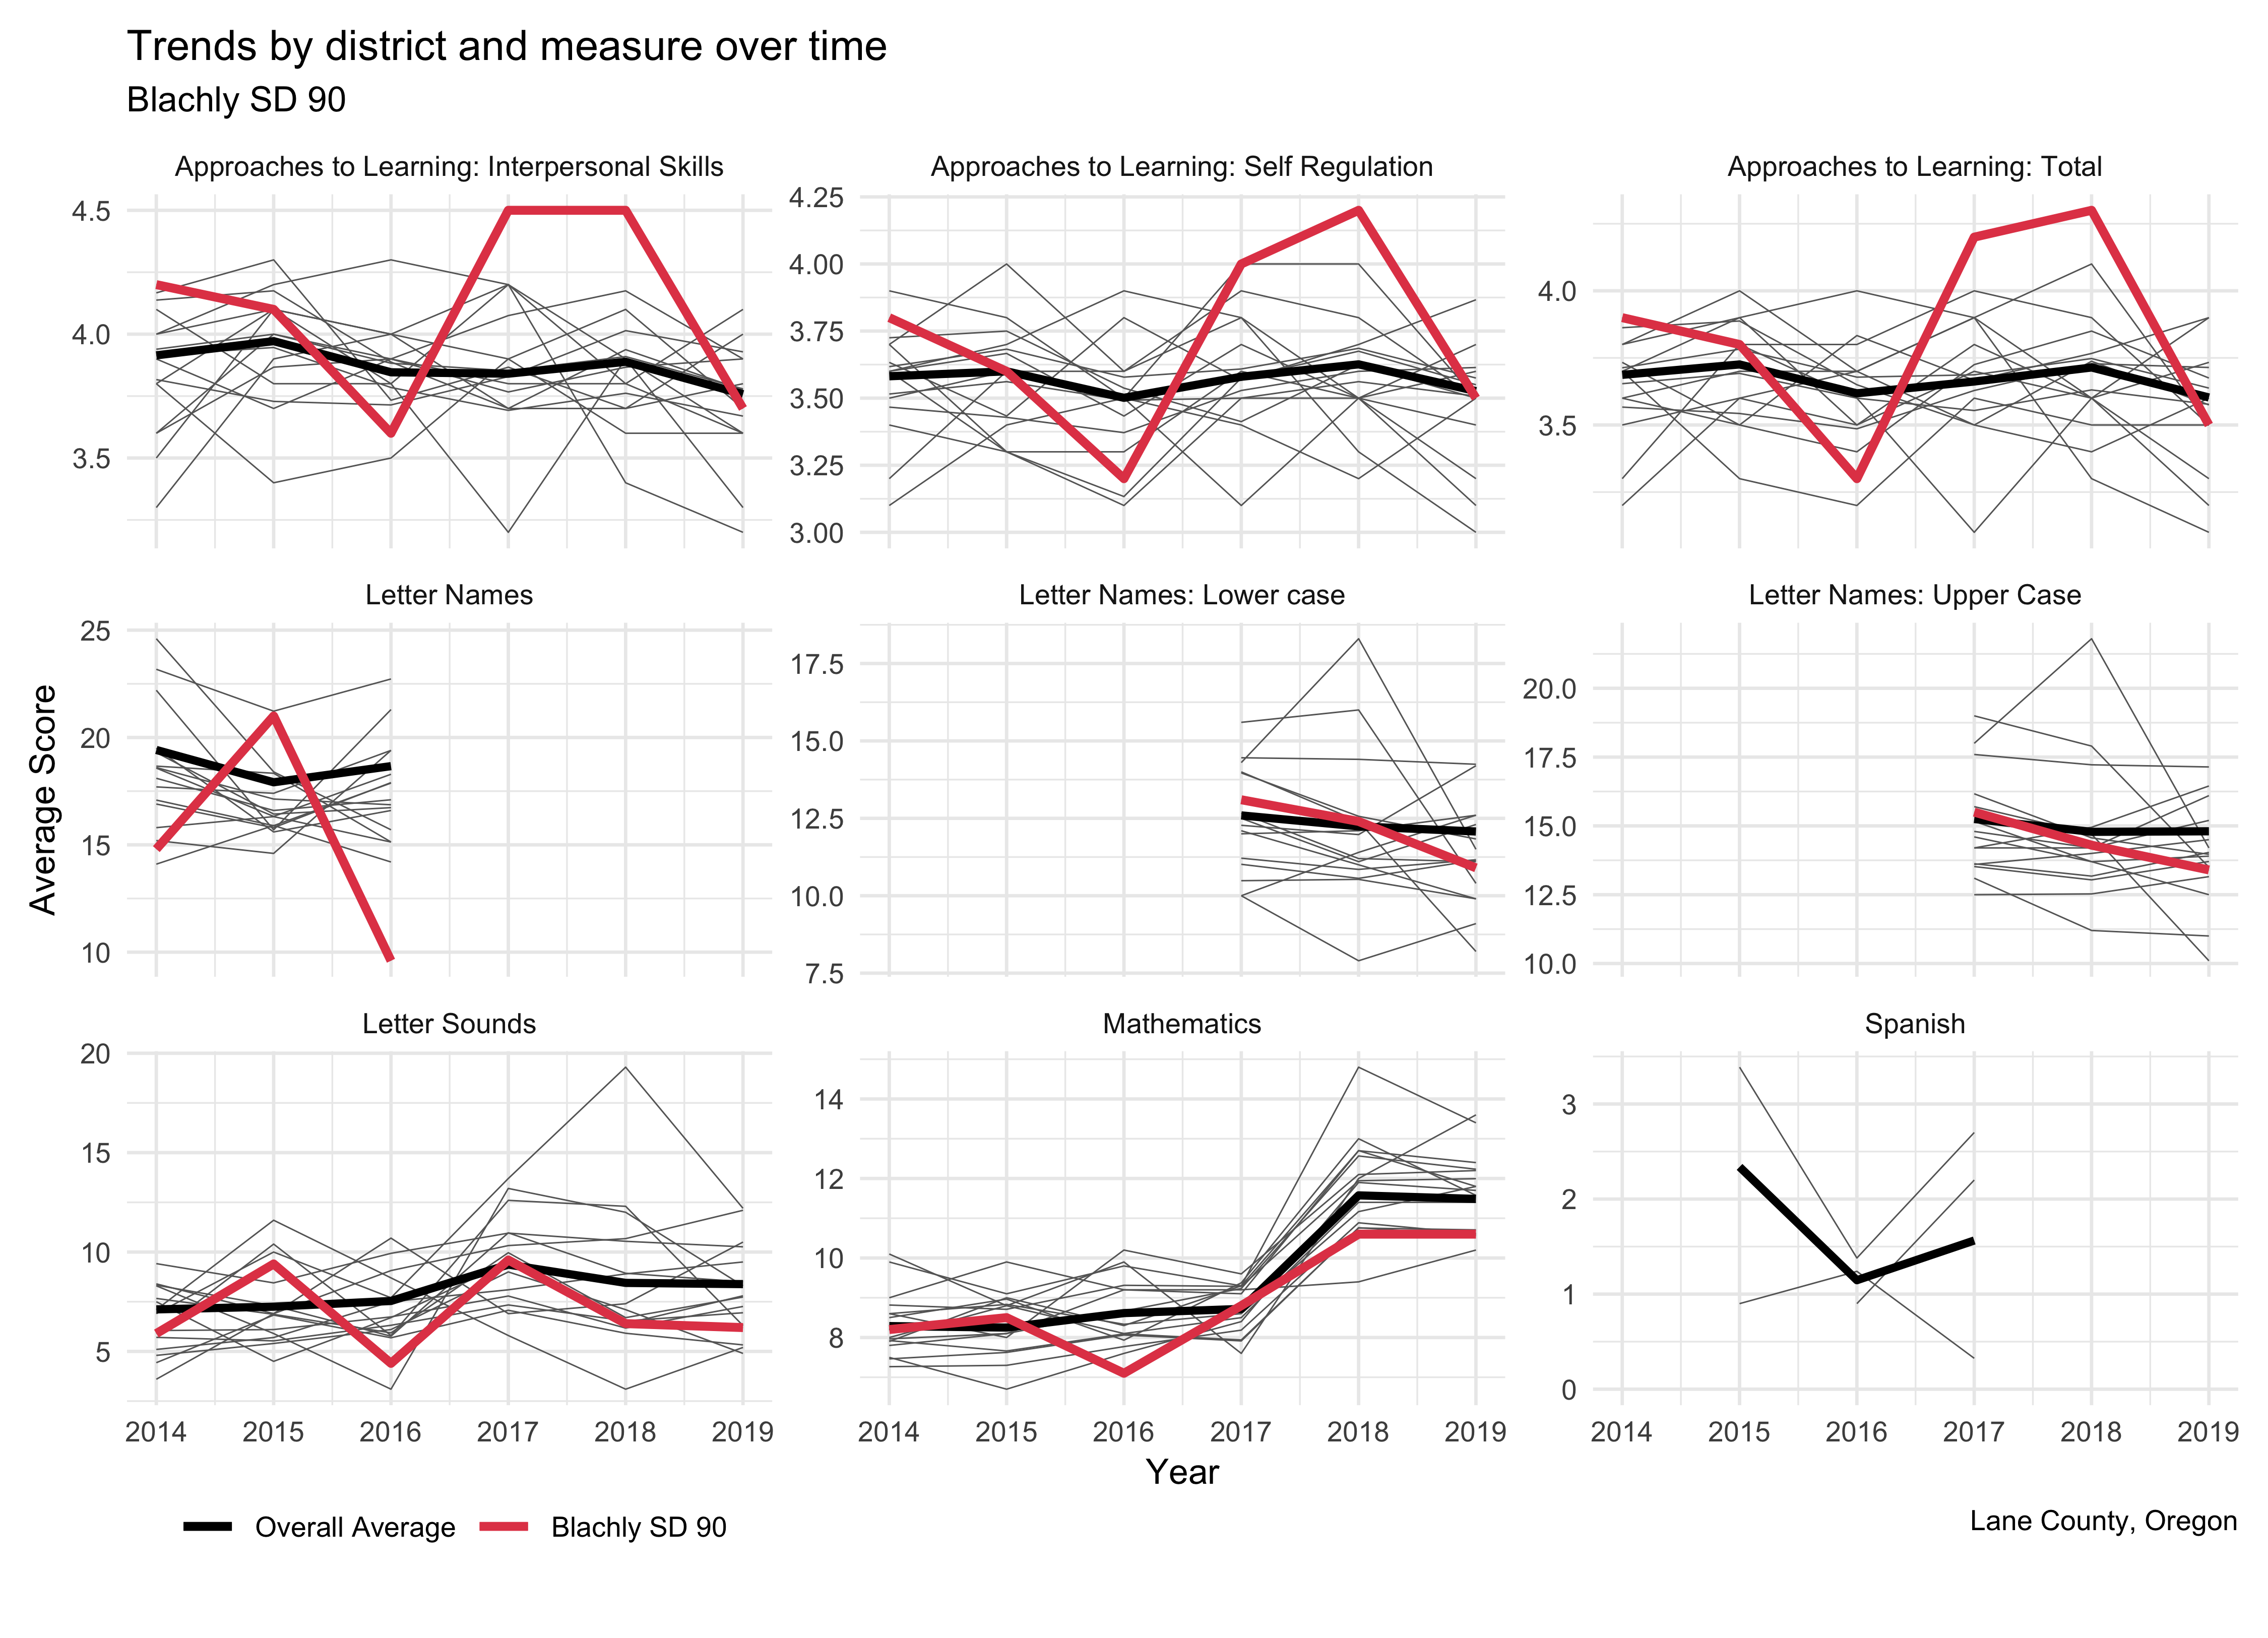 Trends by district and measure over time
Blachly SD 90
Approaches to Learning: Interpersonal Skills
Approaches to Learning: Self Regulation
Approaches to Learning: Total
4.5
4.0
3.5
4.25
4.00
3.75
3.50
3.25
3.00
4.0
3.5
Letter Names
Letter Names: Lower case
Letter Names: Upper Case
25
20
15
10
17.5
15.0
12.5
10.0
7.5
20.0
17.5
15.0
12.5
10.0
Average Score
Letter Sounds
Mathematics
Spanish
20
15
10
5
14
12
10
8
3
2
1
0
2014 2015 2016 2017 2018 2019
2014 2015 2016 2017 2018 2019
2014 2015 2016 2017 2018 2019
Year
Overall Average
Blachly SD 90
Lane County, Oregon